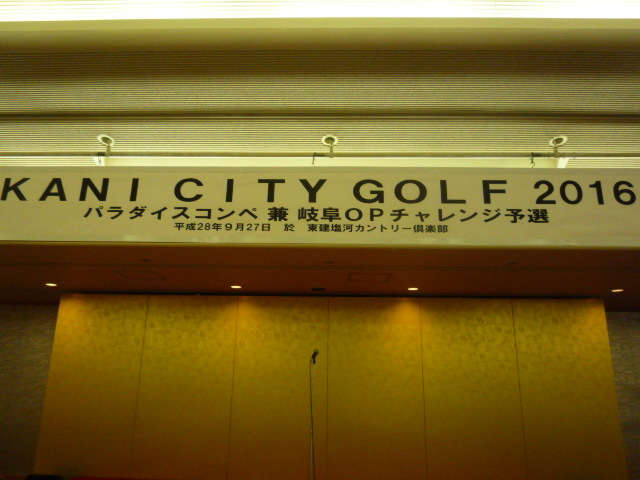 KANI CITY GOLF 2016
パラダイスコンペ 兼 岐阜OPチャレンジ予選
平成28年9月27日 於 東建塩河カントリー倶楽部